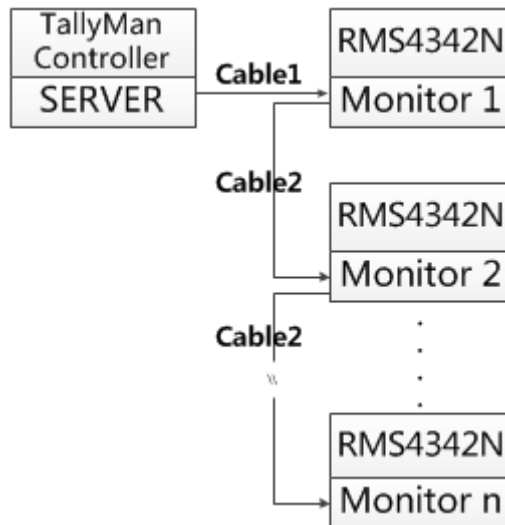 TallyMan
Controller
SERVER
Cable1
RMS4342N
Monitor 1
Cable2
RMS4342N
Monitor 2
Cable2
RMS4342N
Monitor n